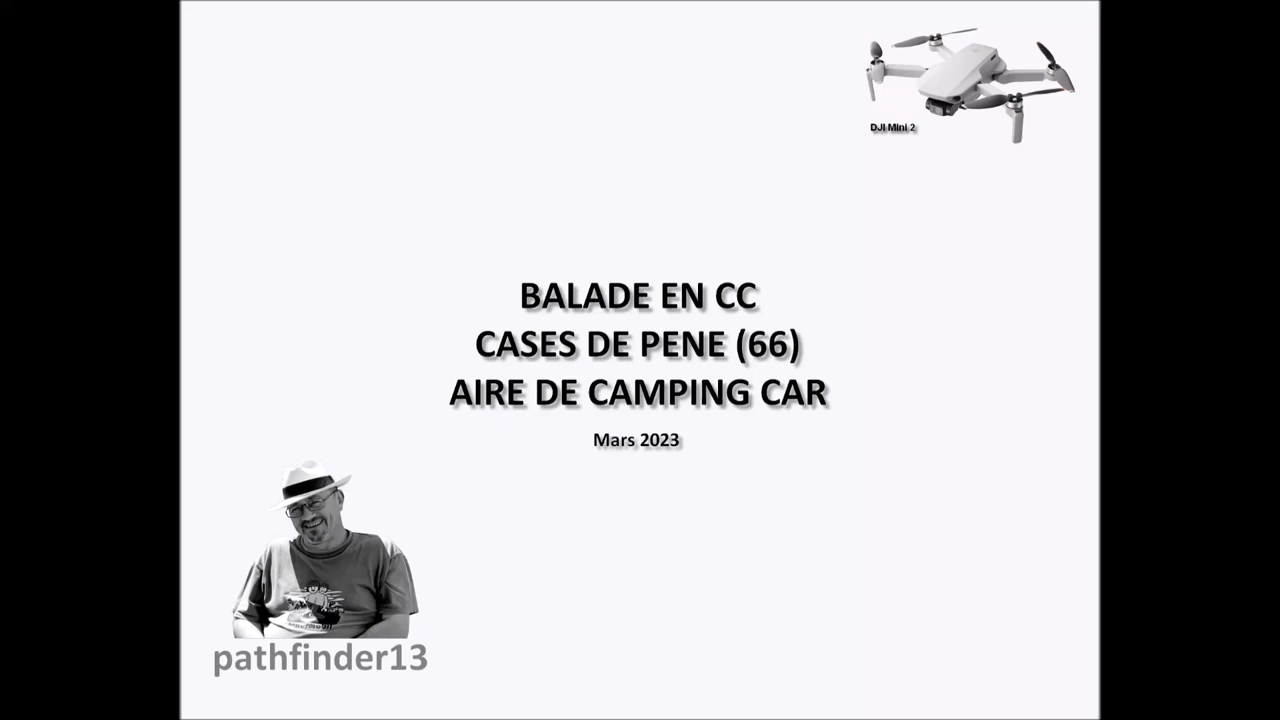 DJI Mini 2
BALADE EN CC
CASES DE PENE (66)
AIRE DE CAMPING CAR
Mars 2023
pathfinder13